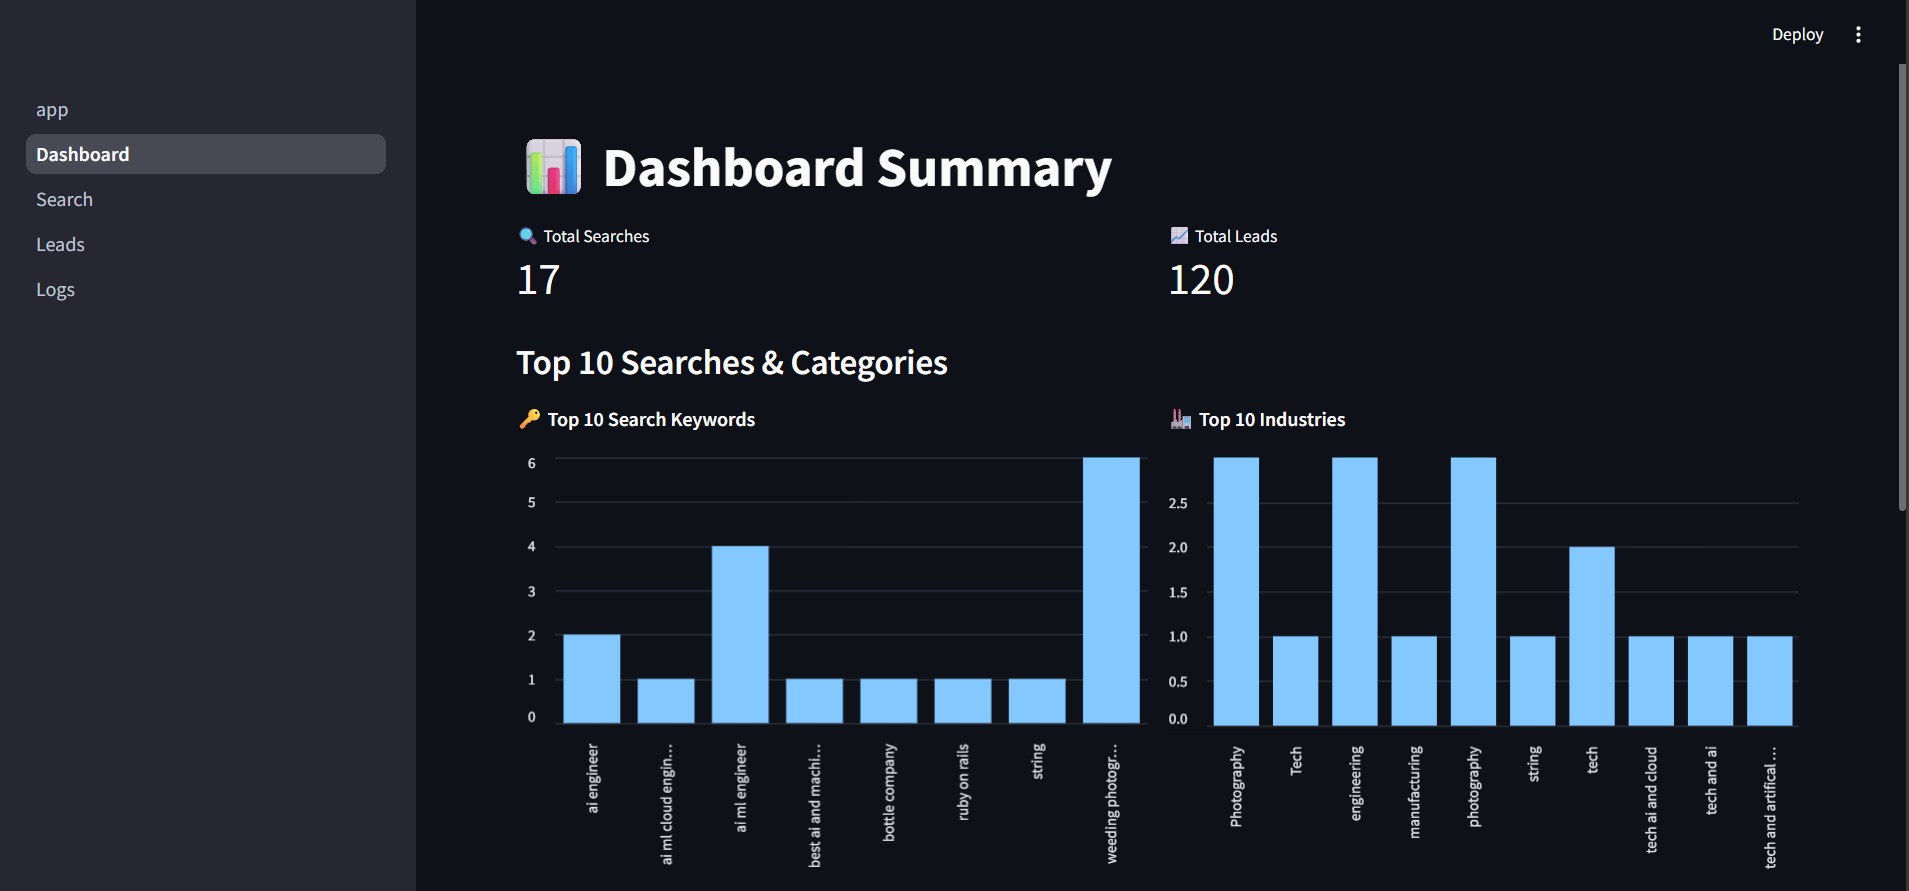 Deploy
app
Dashboard
Search
Leads
Logs
Dashboard Summary
Total Searches
17
Total Leads
120
Top 10 Searches & Categories
Top 10 Search Keywords
6
5
4
3
2
1
0
ai engineer
ai ml cloud engin...
ai ml engineer
best ai and machi...
bottle company
ruby on rails
string
weeding photogr...
Top 10 Industries
2.5
2.0
1.5
1.0
0.5
0.0
Photography
Tech
engineering
manufacturing
photography
string
tech
tech ai and cloud
tech and ai
tech and artifical ...